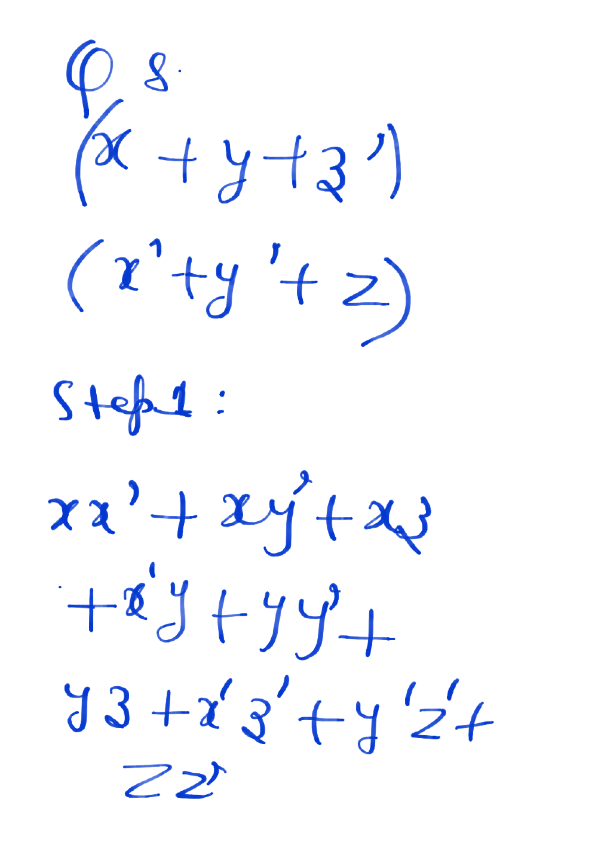 Q 8.
(x + y + z')
(x' + y' + z)
Step 1 :
xx' + xy' + xz
+ x'y + yy' +
yz + x'z' + y'z' +
zz'